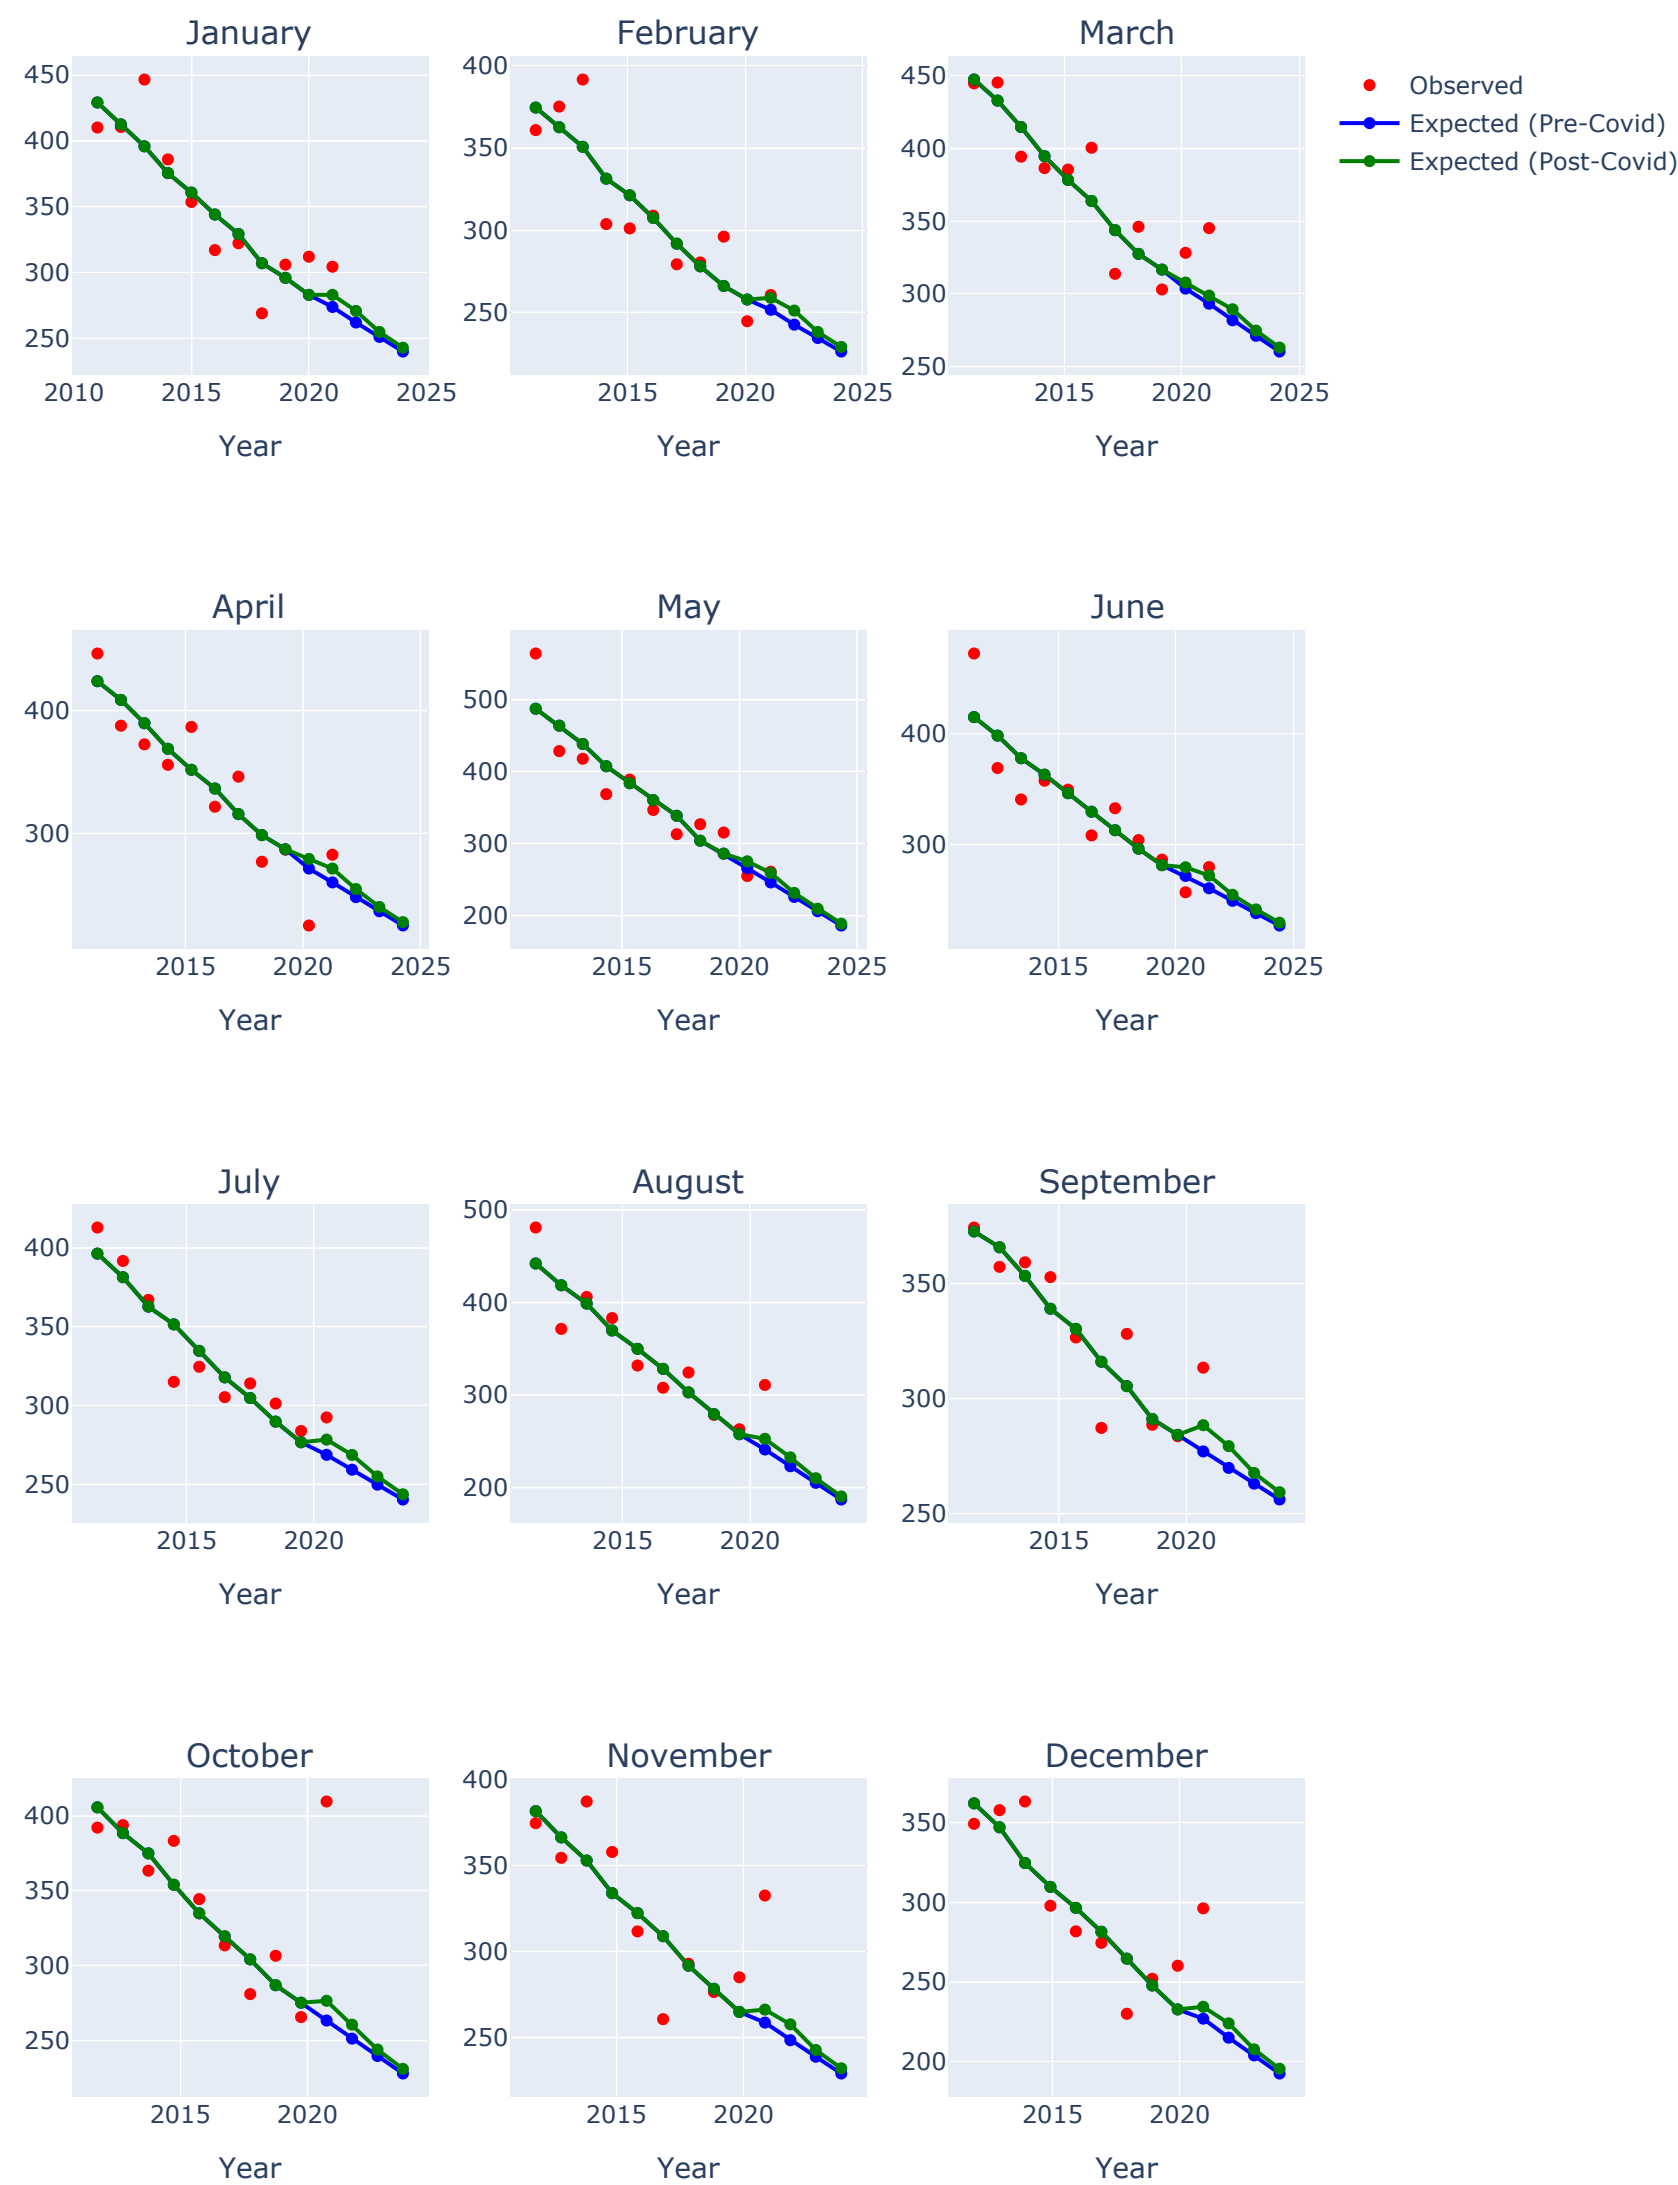 January
February
March
450
400
350
300
250
2010
2015
2020
2025
Year
400
350
300
250
2015
2020
2025
Year
450
400
350
300
250
2015
2020
2025
Year
Observed
Expected (Pre-Covid)
Expected (Post-Covid)
April
May
June
400
300
2015
2020
2025
Year
500
400
300
200
2015
2020
2025
Year
400
300
2015
2020
2025
Year
July
August
September
400
350
300
250
2015
2020
Year
500
400
300
200
2015
2020
Year
350
300
250
2015
2020
Year
October
November
December
400
350
300
250
2015
2020
Year
400
350
300
250
2015
2020
Year
350
300
250
200
2015
2020
Year